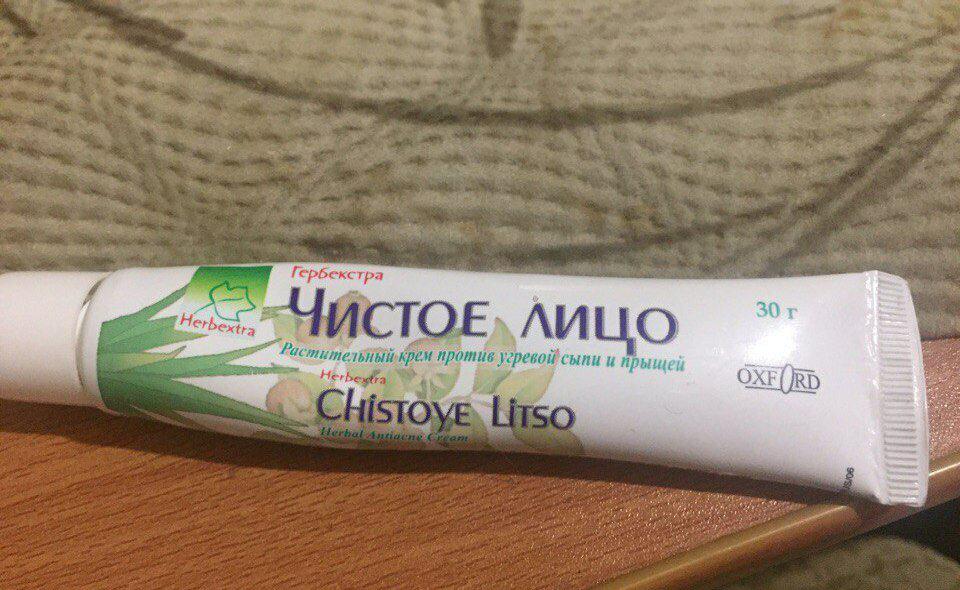 Гербекстра
Herbextra
ЧИСТОЕ ЛИЦО
30 г
Растительный крем против угревой сыпи и прыщей
OXFORD
Herbextra
CHISTOYE LITSO
Herbal Antiacne Cream